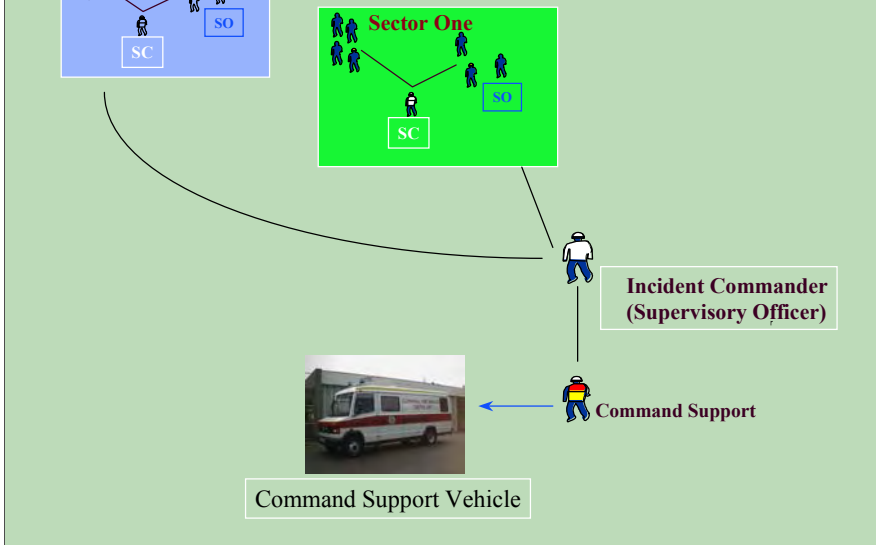 SO
SC
Sector One
SO
SC
Incident Commander
(Supervisory Officer)
r
Command Support
Command Support Vehicle